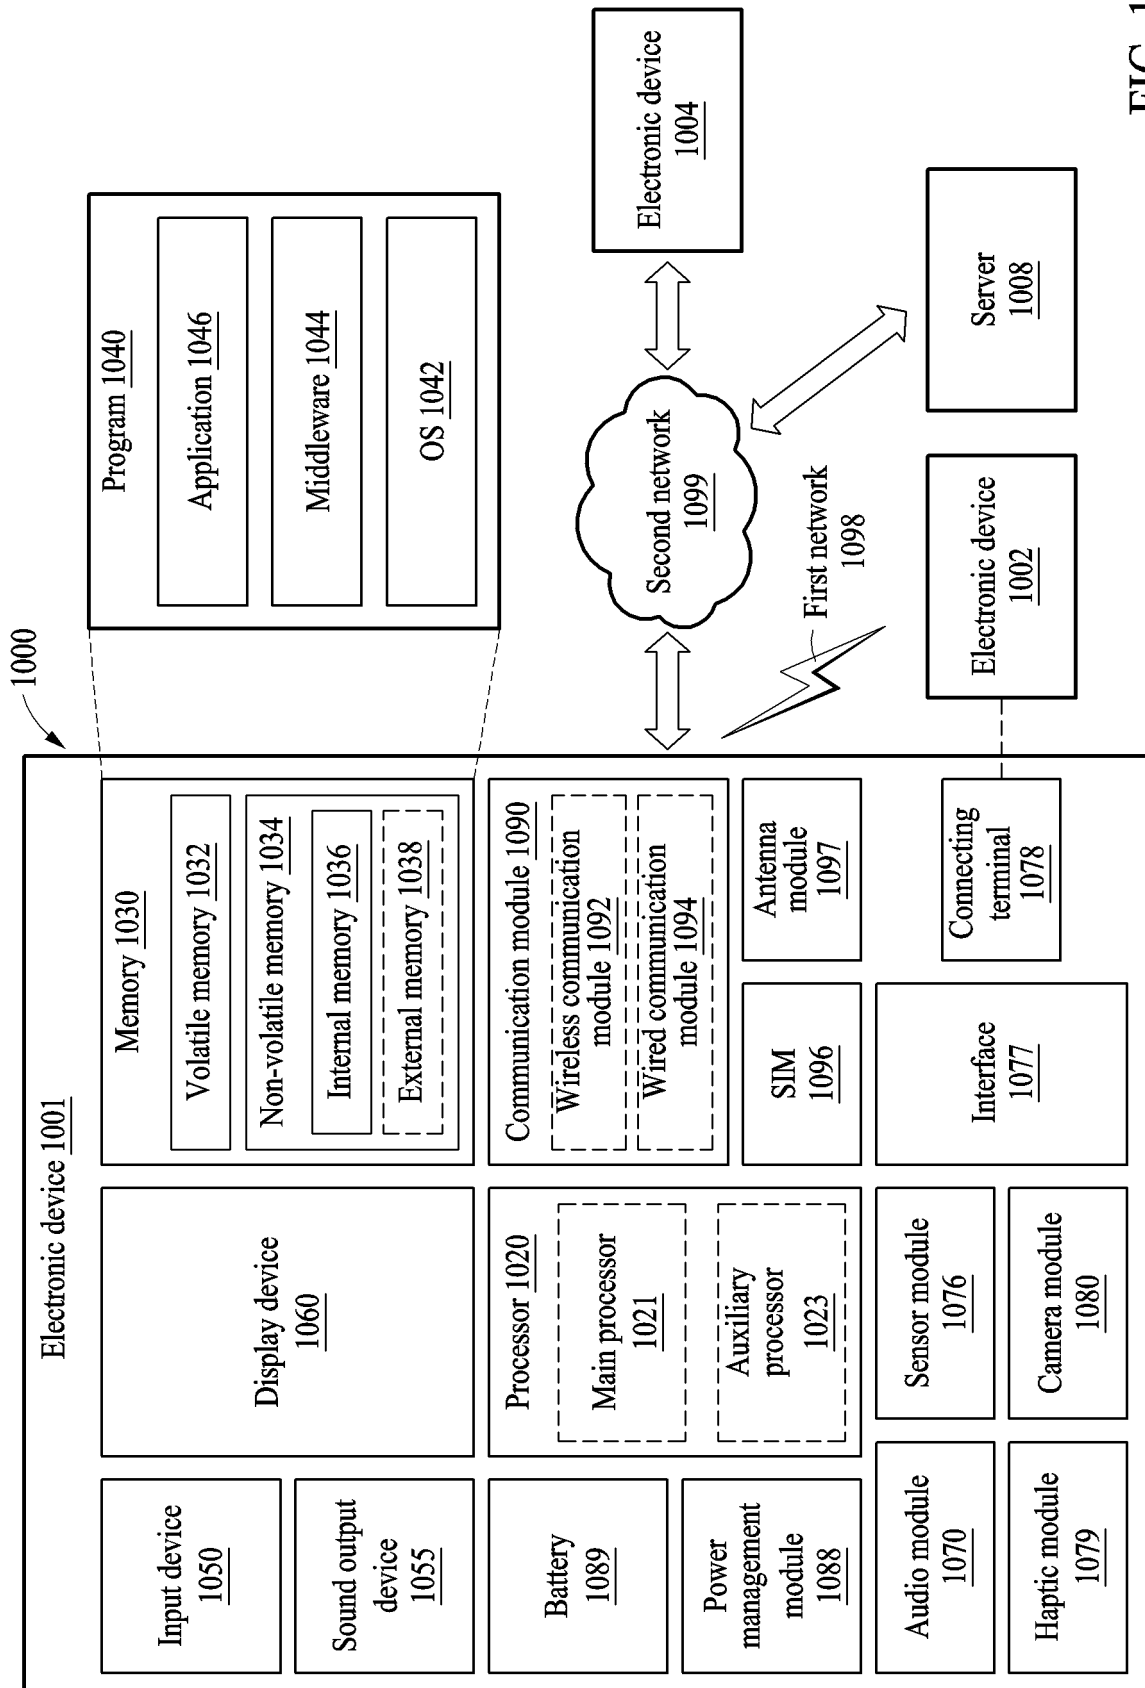 1000
Electronic device 1001
Input device
1050
Sound output
device
1055
Battery
1089
Power
management
module
1088
Audio module
1070
Haptic module
1079
Display device
1060
Processor 1020
Main processor
1021
Auxiliary
processor
1023
Sensor module
1076
Camera module
1080
Memory 1030
Volatile memory 1032
Non-volatile memory 1034
Internal memory 1036
External memory 1038
Communication module 1090
Wireless communication
module 1092
Wired communication
module 1094
SIM
1096
Antenna
module
1097
Interface
1077
Connecting
terminal
1078
Program 1040
Application 1046
Middleware 1044
OS 1042
Second network
1099
First network
1098
Electronic device
1002
Electronic device
1004
Server
1008
FIG. 1